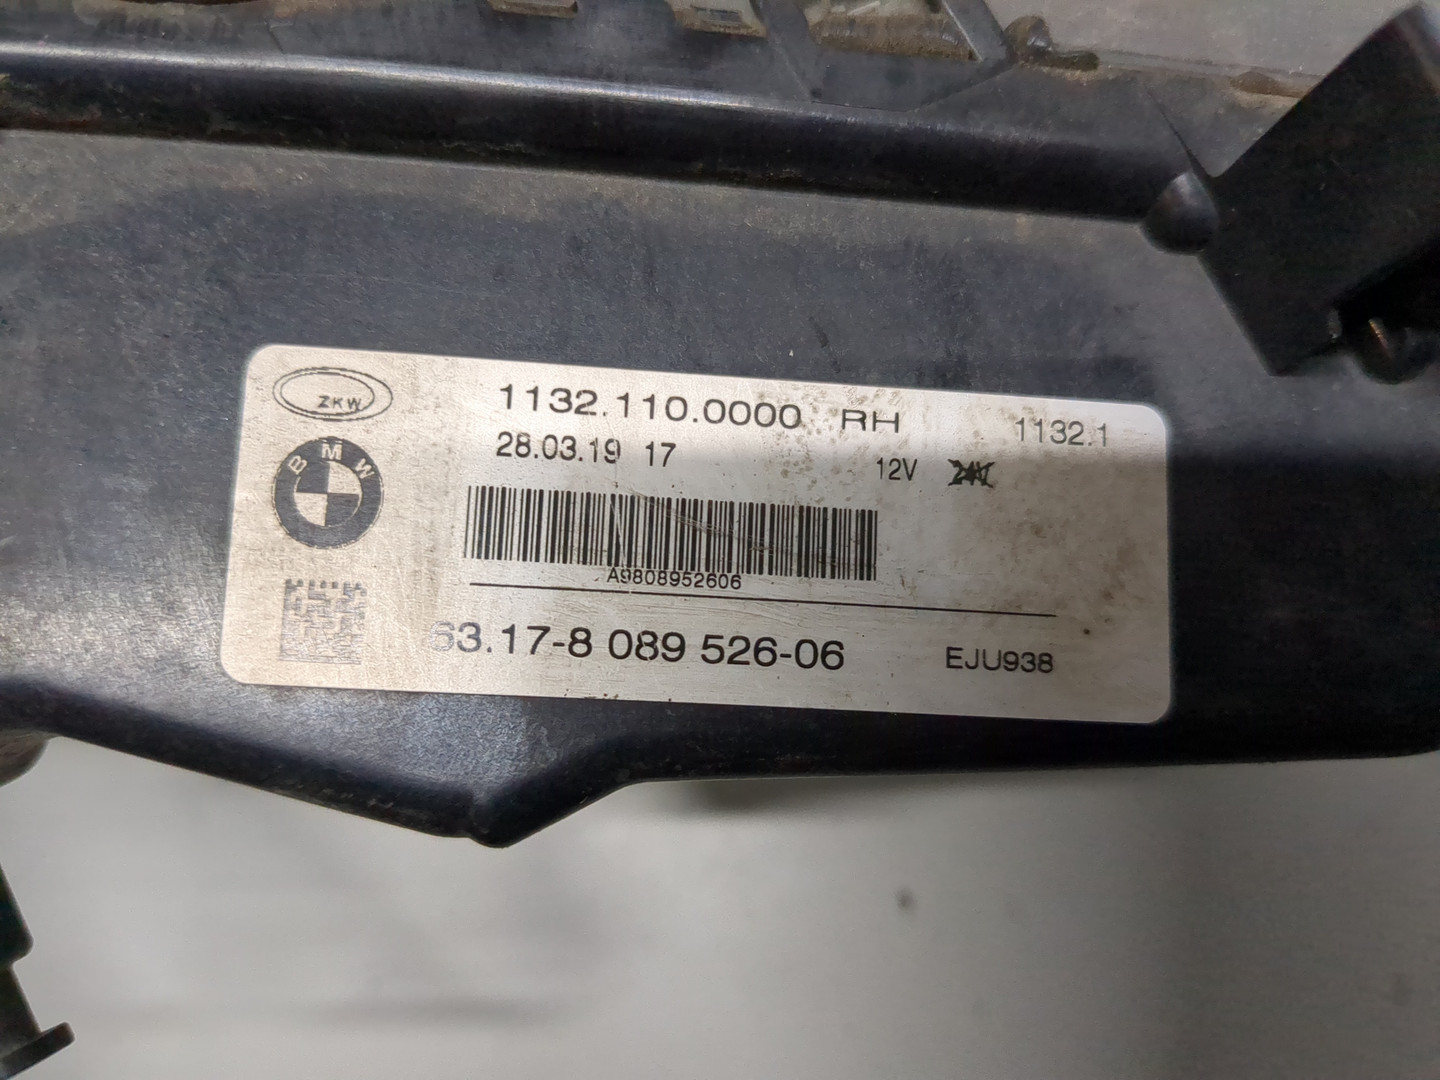 ZKW
1132.110.0000 RH 1132.1
28.03.19 17
12V 24V
BMW
A9808952606
63.17-8 089 526-06 EJU938